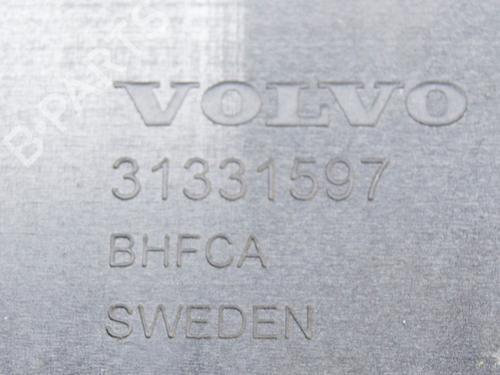 B-PARTS
VOLVO
31331597
BHFCA
SWEDEN